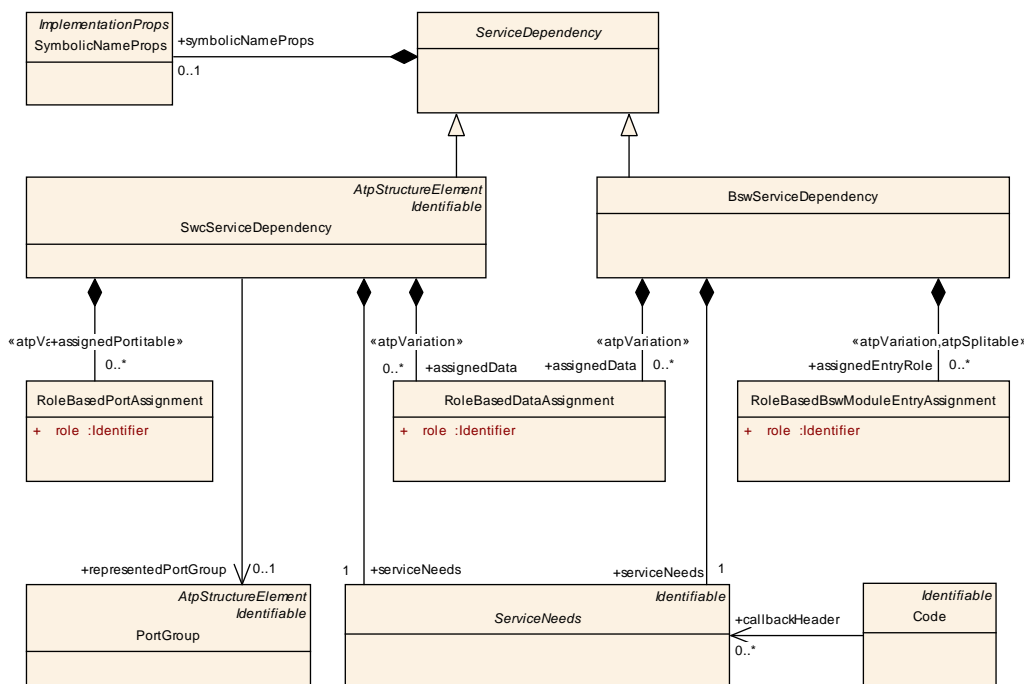 ImplementationProps
SymbolicNameProps
+symbolicNameProps
0..1
ServiceDependency
AtpStructureElement
Identifiable
SwcServiceDependency
BswServiceDependency
+assignedPort
0..*
«atpVariation»
0..*
+assignedData
«atpVariation»
+assignedData
0..*
«atpVariation,atpSplitable»
+assignedEntryRole
0..*
RoleBasedPortAssignment
+ role :Identifier
RoleBasedDataAssignment
+ role :Identifier
RoleBasedBswModuleEntryAssignment
+ role :Identifier
+representedPortGroup
0..1
1
+serviceNeeds
+serviceNeeds
1
AtpStructureElement
Identifiable
PortGroup
Identifiable
ServiceNeeds
+callbackHeader
0..*
Identifiable
Code